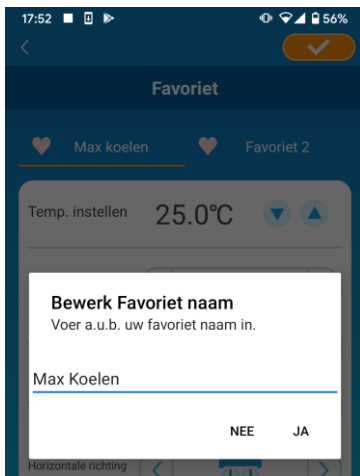 17:52 56%
Favoriet
Max koelen Favoriet 2
Temp. instellen 25.0°C
Bewerk Favoriet naam
Voer a.u.b. uw favoriet naam in.
Max Koelen
NEE JA
Horizontale richting